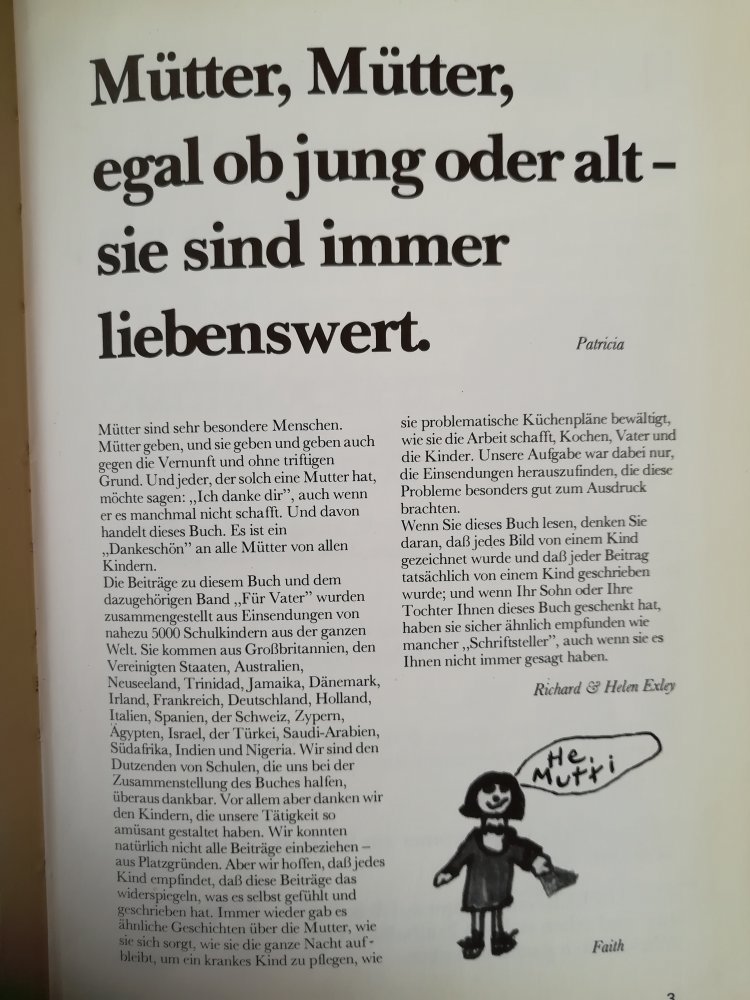 Mütter, Mütter,
egal ob jung oder alt –
sie sind immer
liebenswert.
Patricia
Mütter sind sehr besondere Menschen.
Mütter geben, und sie geben und geben auch
gegen die Vernunft und ohne triftigen
Grund. Und jeder, der solch eine Mutter hat,
möchte sagen: „Ich danke dir”, auch wenn
er es manchmal nicht schafft. Und davon
handelt dieses Buch. Es ist ein
„Dankeschön” an alle Mütter von allen
Kindern.
Die Beiträge zu diesem Buch und dem
dazugehörigen Band „Für Vater” wurden
zusammengestellt aus Einsendungen von
nahezu 5000 Schulkindern aus der ganzen
Welt. Sie kommen aus Großbritannien, den
Vereinigten Staaten, Australien,
Neuseeland, Trinidad, Jamaika, Dänemark,
Irland, Frankreich, Deutschland, Holland,
Italien, Spanien, der Schweiz, Zypern,
Ägypten, Israel, der Türkei, Saudi-Arabien,
Südafrika, Indien und Nigeria. Wir sind den
Dutzenden von Schulen, die uns bei der
Zusammenstellung des Buches halfen,
überaus dankbar. Vor allem aber danken wir
den Kindern, die unsere Tätigkeit so
amüsant gestaltet haben. Wir konnten
natürlich nicht alle Beiträge einbeziehen –
aus Platzgründen. Aber wir hoffen, daß jedes
Kind empfindet, daß diese Beiträge das
widerspiegeln, was es selbst gefühlt und
geschrieben hat. Immer wieder gab es
ähnliche Geschichten über die Mutter, wie
sie sich sorgt, wie sie die ganze Nacht auf-
bleibt, um ein krankes Kind zu pflegen, wie
sie problematische Küchenpläne bewältigt,
wie sie die Arbeit schafft, Kochen, Vater und
die Kinder. Unsere Aufgabe war dabei nur,
die Einsendungen herauszufinden, die diese
Probleme besonders gut zum Ausdruck
brachten.
Wenn Sie dieses Buch lesen, denken Sie
daran, daß jedes Bild von einem Kind
gezeichnet wurde und daß jeder Beitrag
tatsächlich von einem Kind geschrieben
wurde; und wenn Ihr Sohn oder Ihre
Tochter Ihnen dieses Buch geschenkt hat,
haben sie sicher ähnlich empfunden wie
mancher „Schriftsteller”, auch wenn sie es
Ihnen nicht immer gesagt haben.
Richard & Helen Exley
He,
Mutti
Faith
3